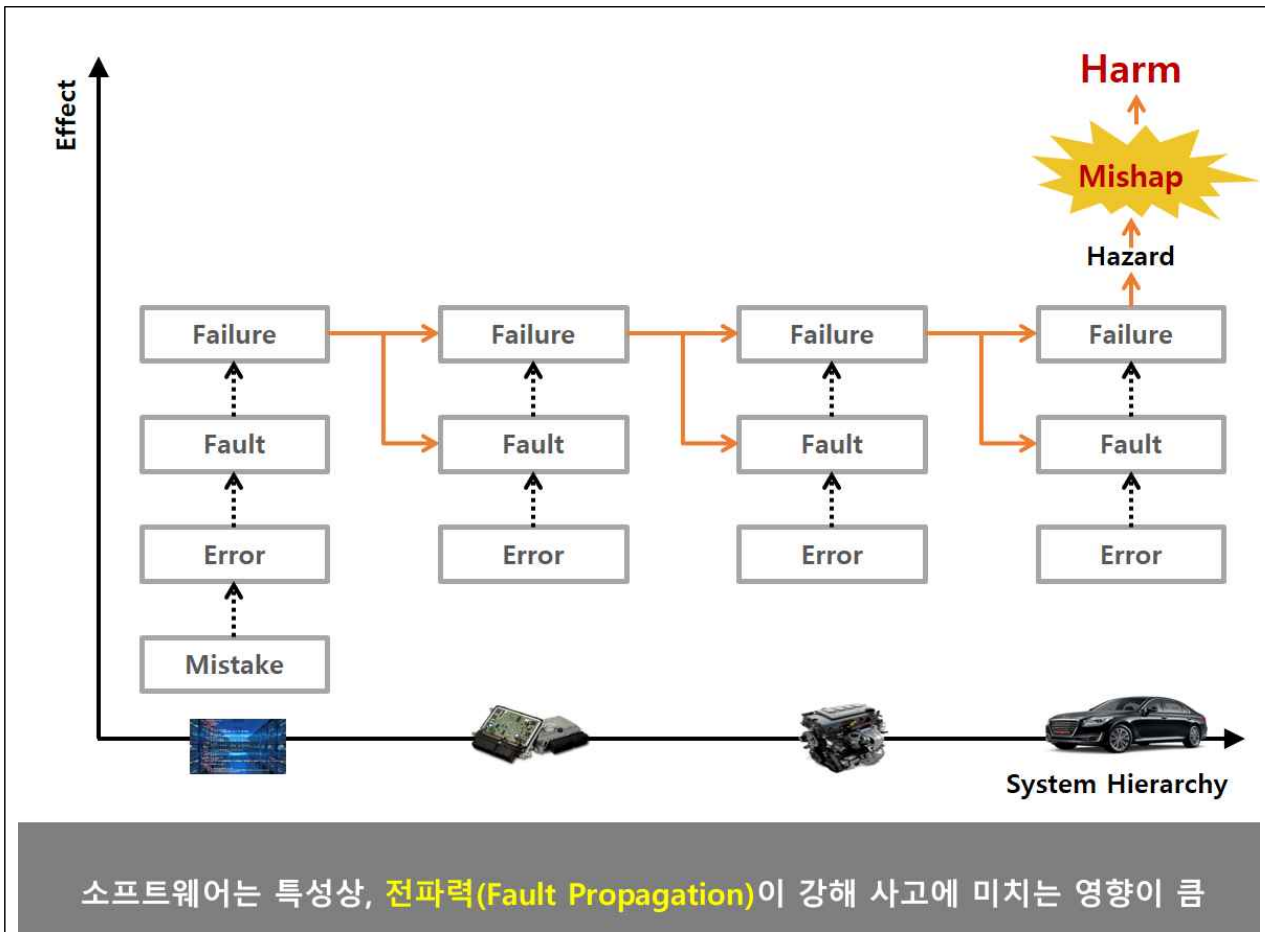 Effect
Harm
Mishap
Hazard
Failure
Failure
Failure
Failure
Fault
Fault
Fault
Fault
Error
Error
Error
Error
Mistake
System Hierarchy
소프트웨어는 특성상, 전파력(Fault Propagation)이 강해 사고에 미치는 영향이 큼